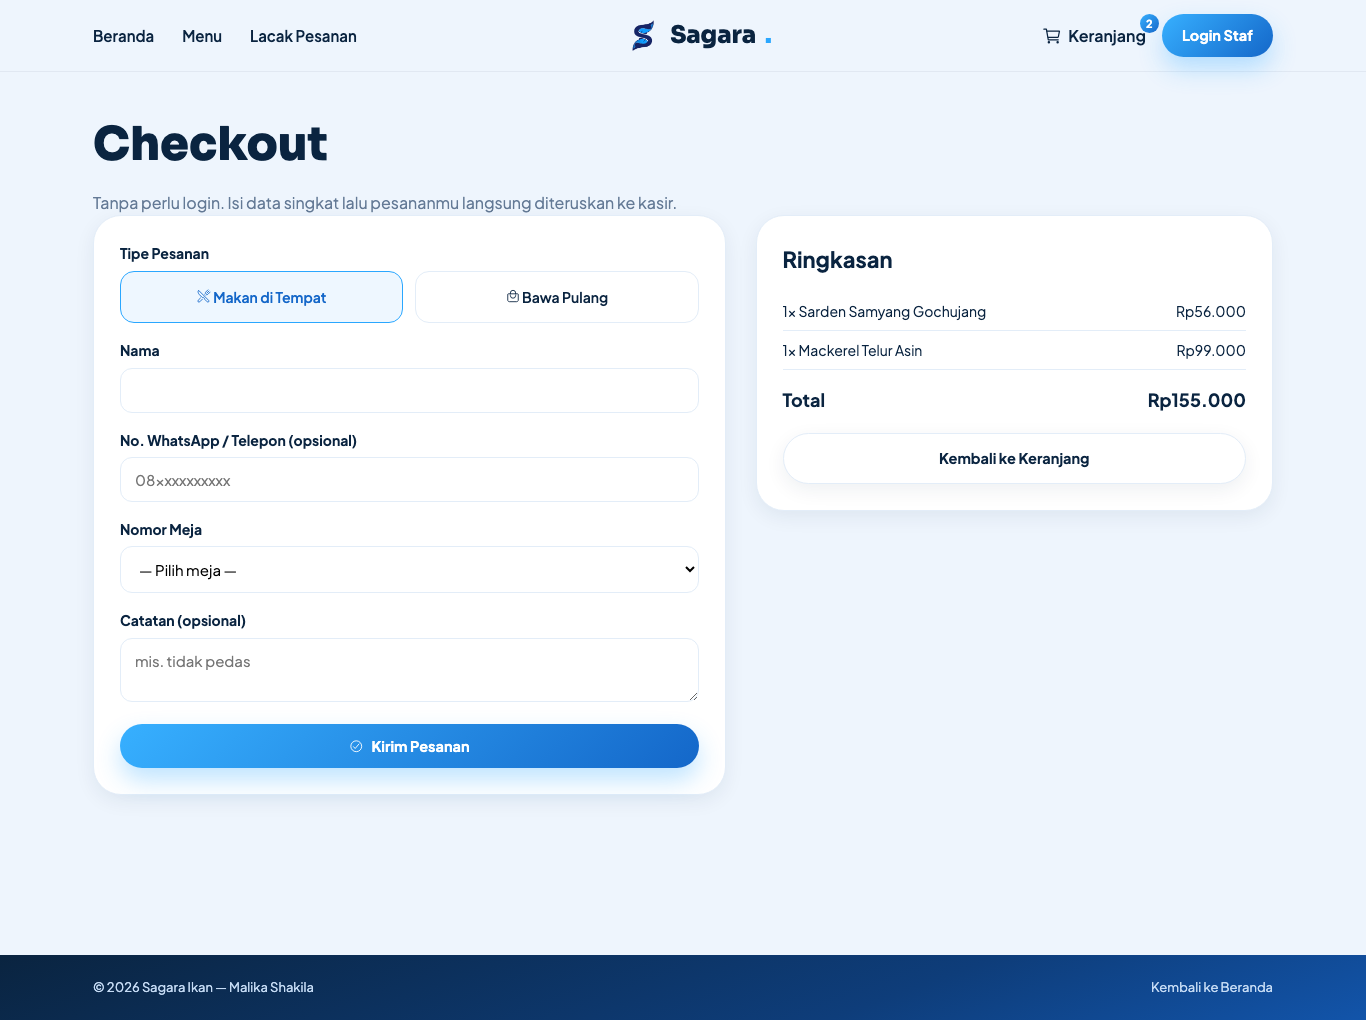 Beranda Menu Lacak Pesanan Sagara . Keranjang 2 Login Staf
Checkout
Tanpa perlu login. Isi data singkat lalu pesananmu langsung diteruskan ke kasir.
Tipe Pesanan
Makan di Tempat Bawa Pulang
Nama
No. WhatsApp / Telepon (opsional)
08xxxxxxxxxx
Nomor Meja
— Pilih meja —
Catatan (opsional)
mis. tidak pedas
Kirim Pesanan
Ringkasan
1× Sarden Samyang Gochujang Rp56.000
1× Mackerel Telur Asin Rp99.000
Total Rp155.000
Kembali ke Keranjang
© 2026 Sagara Ikan — Malika Shakila Kembali ke Beranda